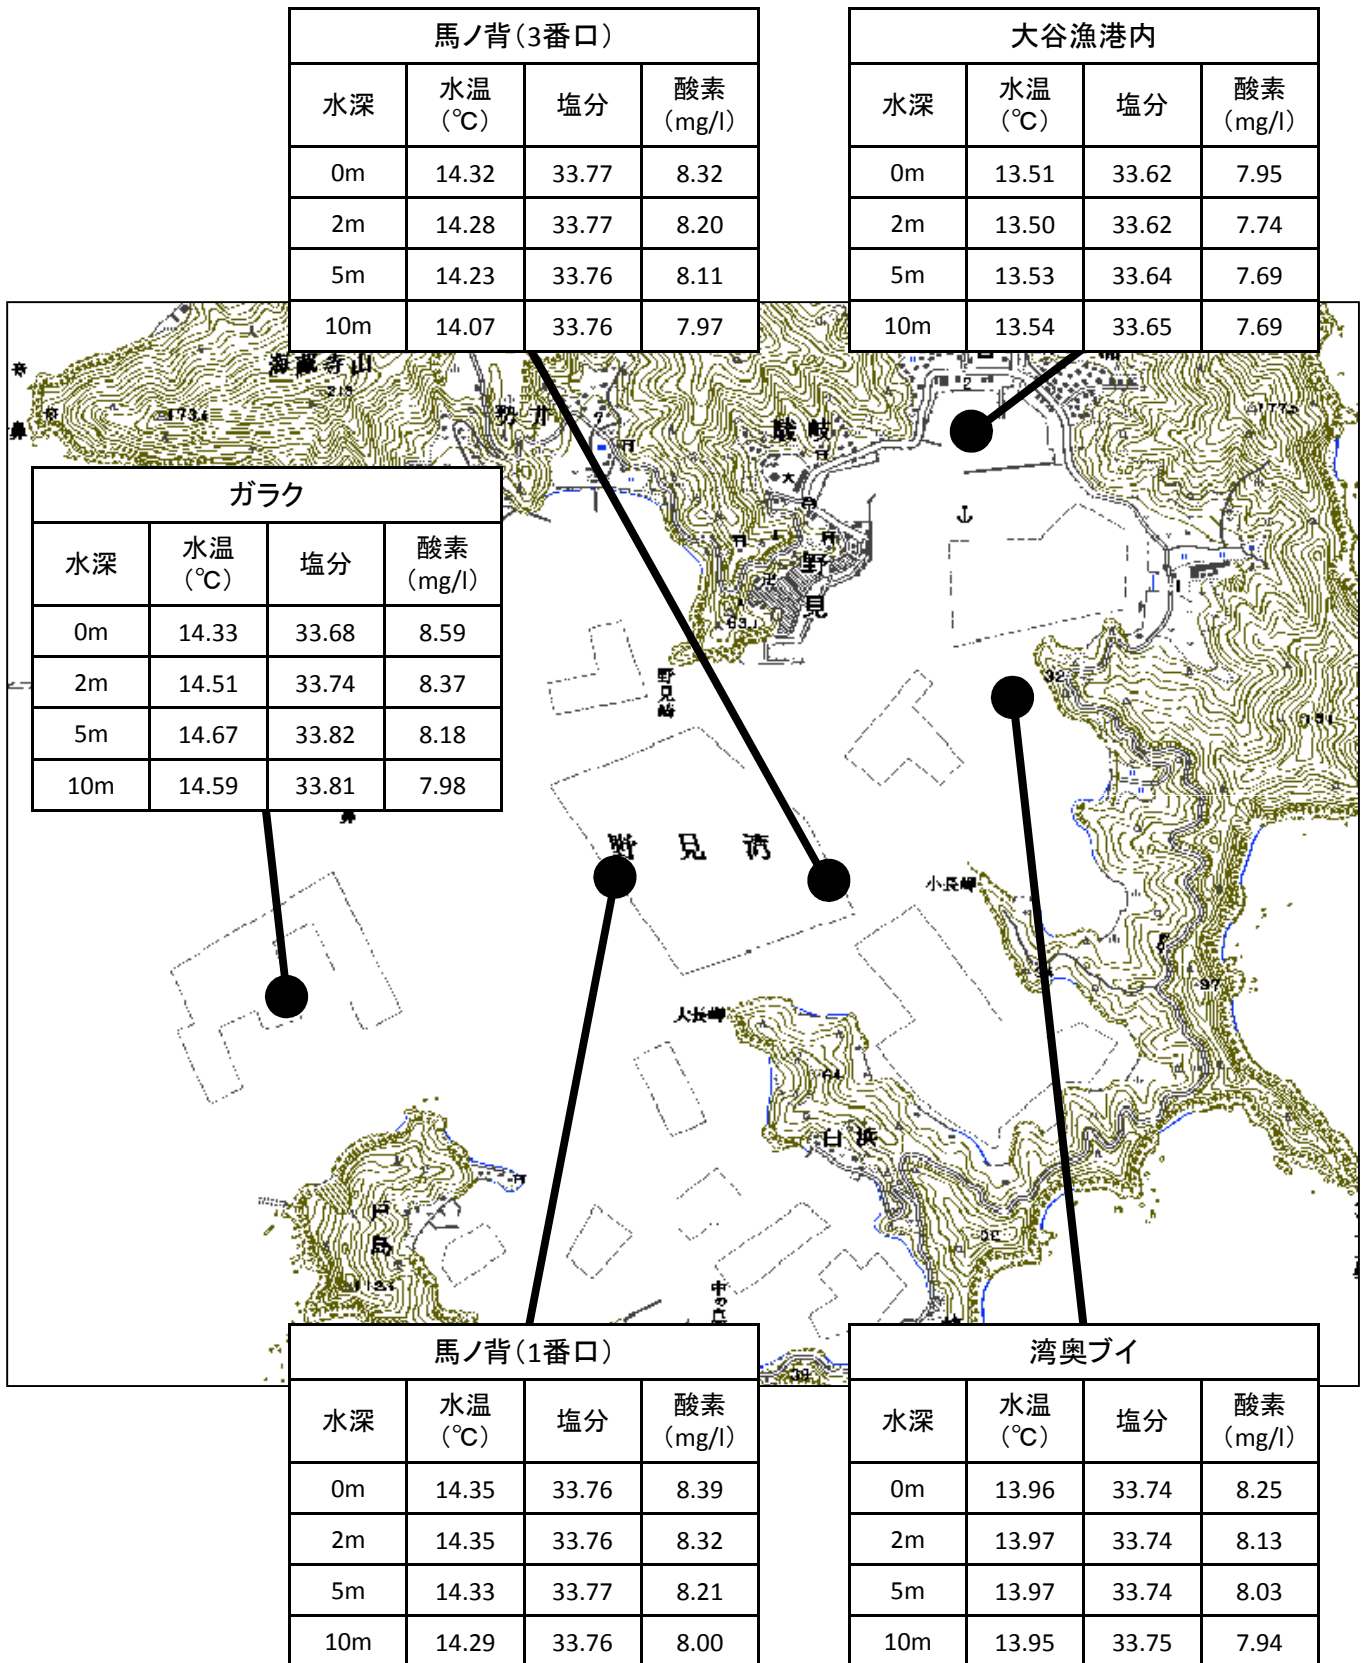 馬ノ背(3番口)
水深 水温(℃) 塩分 酸素(mg/l)
0m 14.32 33.77 8.32
2m 14.28 33.77 8.20
5m 14.23 33.76 8.11
10m 14.07 33.76 7.97
大谷漁港内
水深 水温(℃) 塩分 酸素(mg/l)
0m 13.51 33.62 7.95
2m 13.50 33.62 7.74
5m 13.53 33.64 7.69
10m 13.54 33.65 7.69
海蔵寺山
勢井
野見
ガラク
水深 水温(℃) 塩分 酸素(mg/l)
0m 14.33 33.68 8.59
2m 14.51 33.74 8.37
5m 14.67 33.82 8.18
10m 14.59 33.81 7.98
32
野見崎
野見湾
小長岬
大長岬
97
64
白浜
戸島
馬ノ背(1番口)
水深 水温(℃) 塩分 酸素(mg/l)
0m 14.35 33.76 8.39
2m 14.35 33.76 8.32
5m 14.33 33.77 8.21
10m 14.29 33.76 8.00
湾奥ブイ
水深 水温(℃) 塩分 酸素(mg/l)
0m 13.96 33.74 8.25
2m 13.97 33.74 8.13
5m 13.97 33.74 8.03
10m 13.95 33.75 7.94